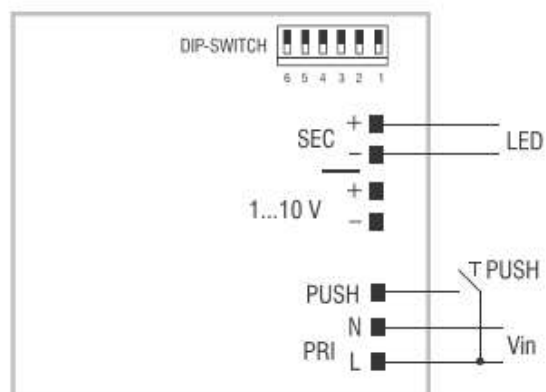 DIP-SWITCH
6 5 4 3 2 1
SEC + LED
-
+
1...10 V
-
PUSH
PUSH
N
PRI Vin
L